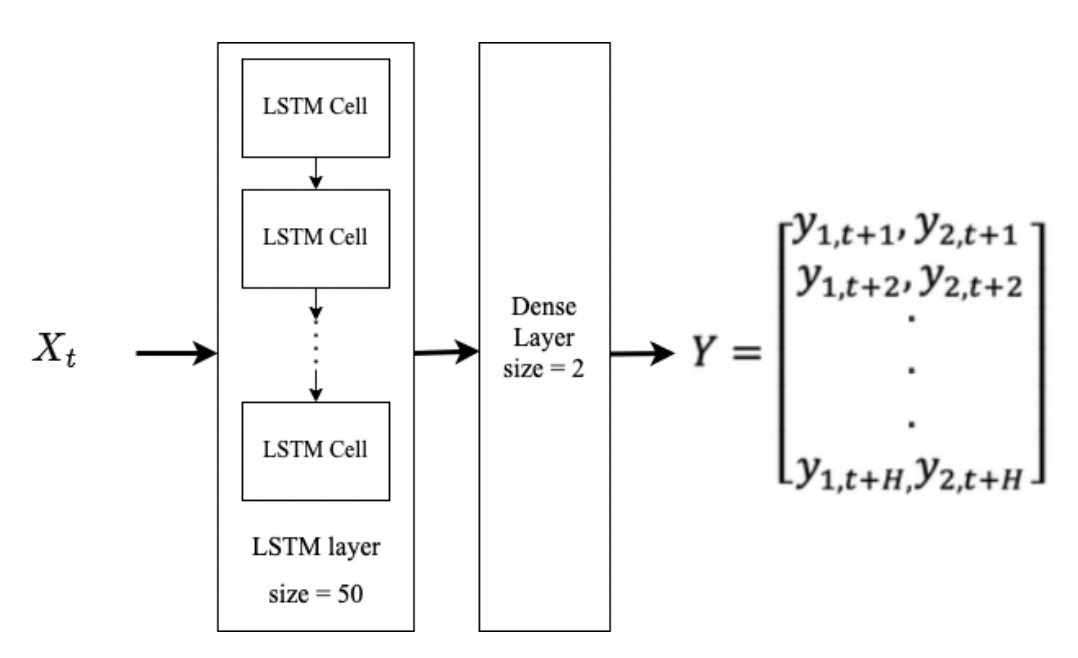 LSTM Cell
LSTM Cell
LSTM Cell
LSTM layer
size = 50
Dense
Layer
size = 2
X_t
Y =
y_{1,t+1}, y_{2,t+1}
y_{1,t+2}, y_{2,t+2}
.
.
.
y_{1,t+H}, y_{2,t+H}